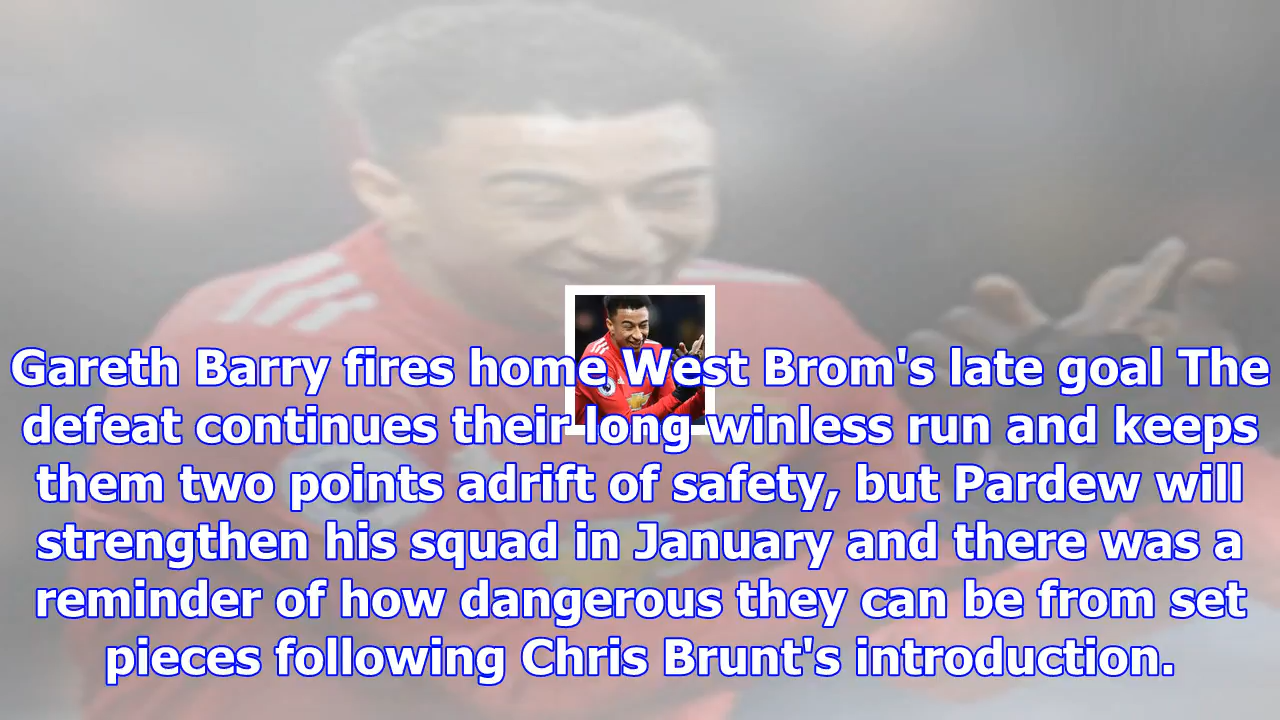 Gareth Barry fires home West Brom's late goal The
defeat continues their long winless run and keeps
them two points adrift of safety, but Pardew will
strengthen his squad in January and there was a
reminder of how dangerous they can be from set
pieces following Chris Brunt's introduction.